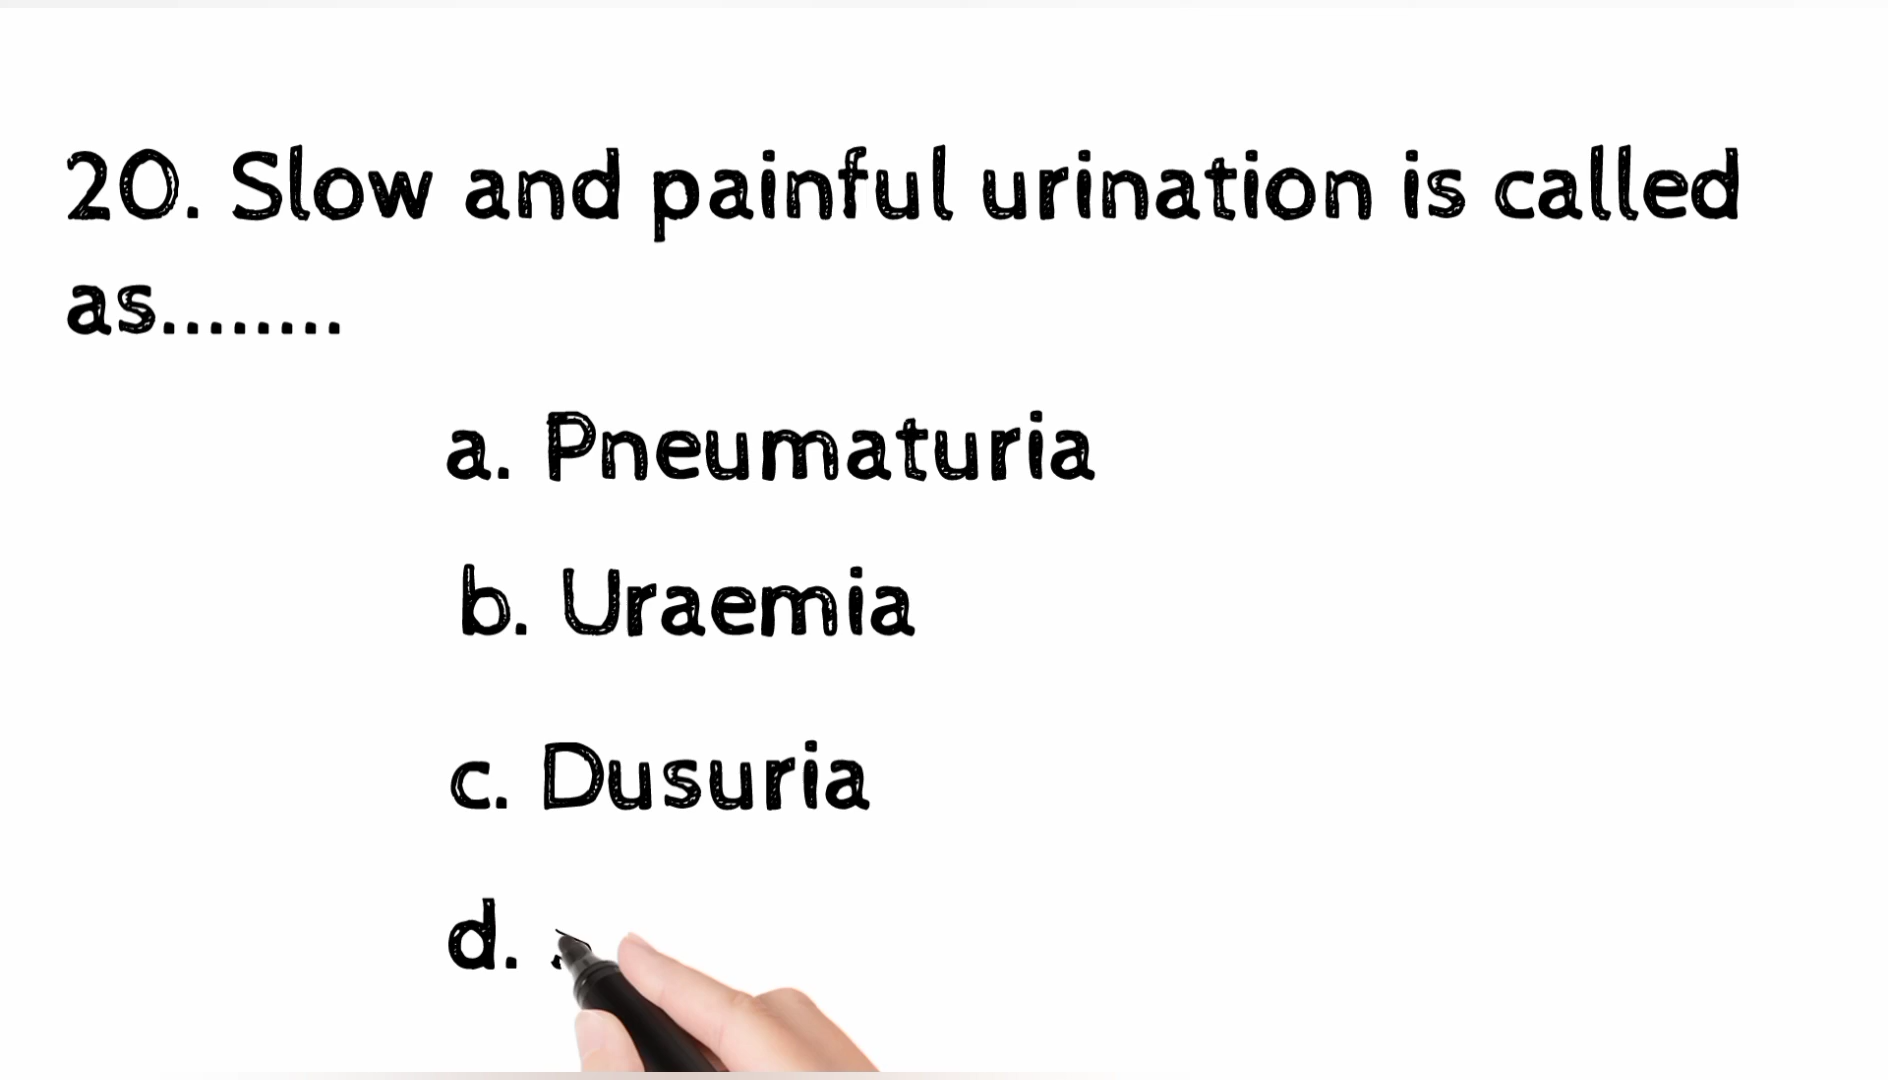 20. Slow and painful urination is called
as........
a. Pneumaturia
b. Uraemia
c. Dusuria
d.